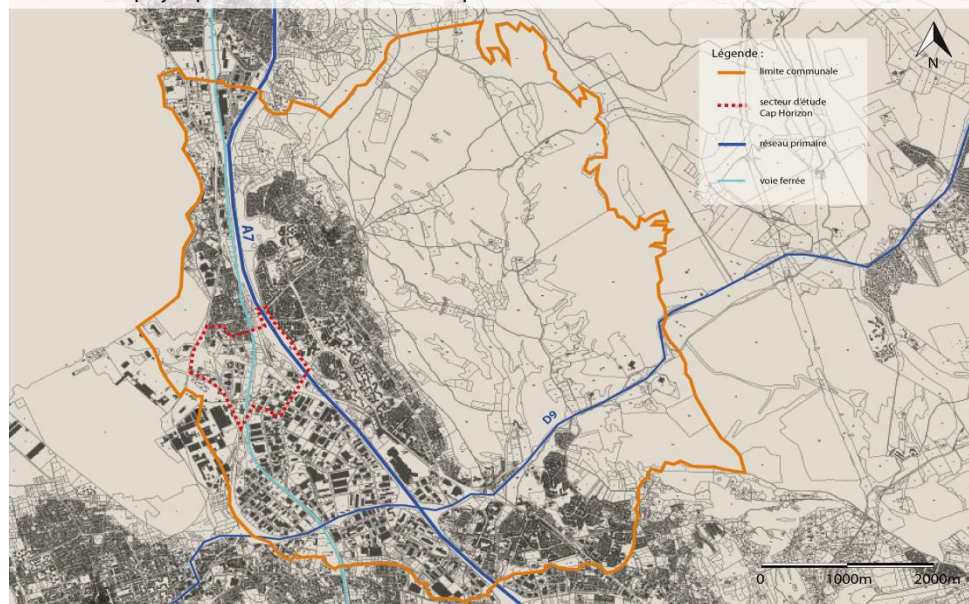 Légende :
limite communale
secteur d'étude
Cap Horizon
réseau primaire
voie ferrée
N
A7
D9
0 1000m 2000m